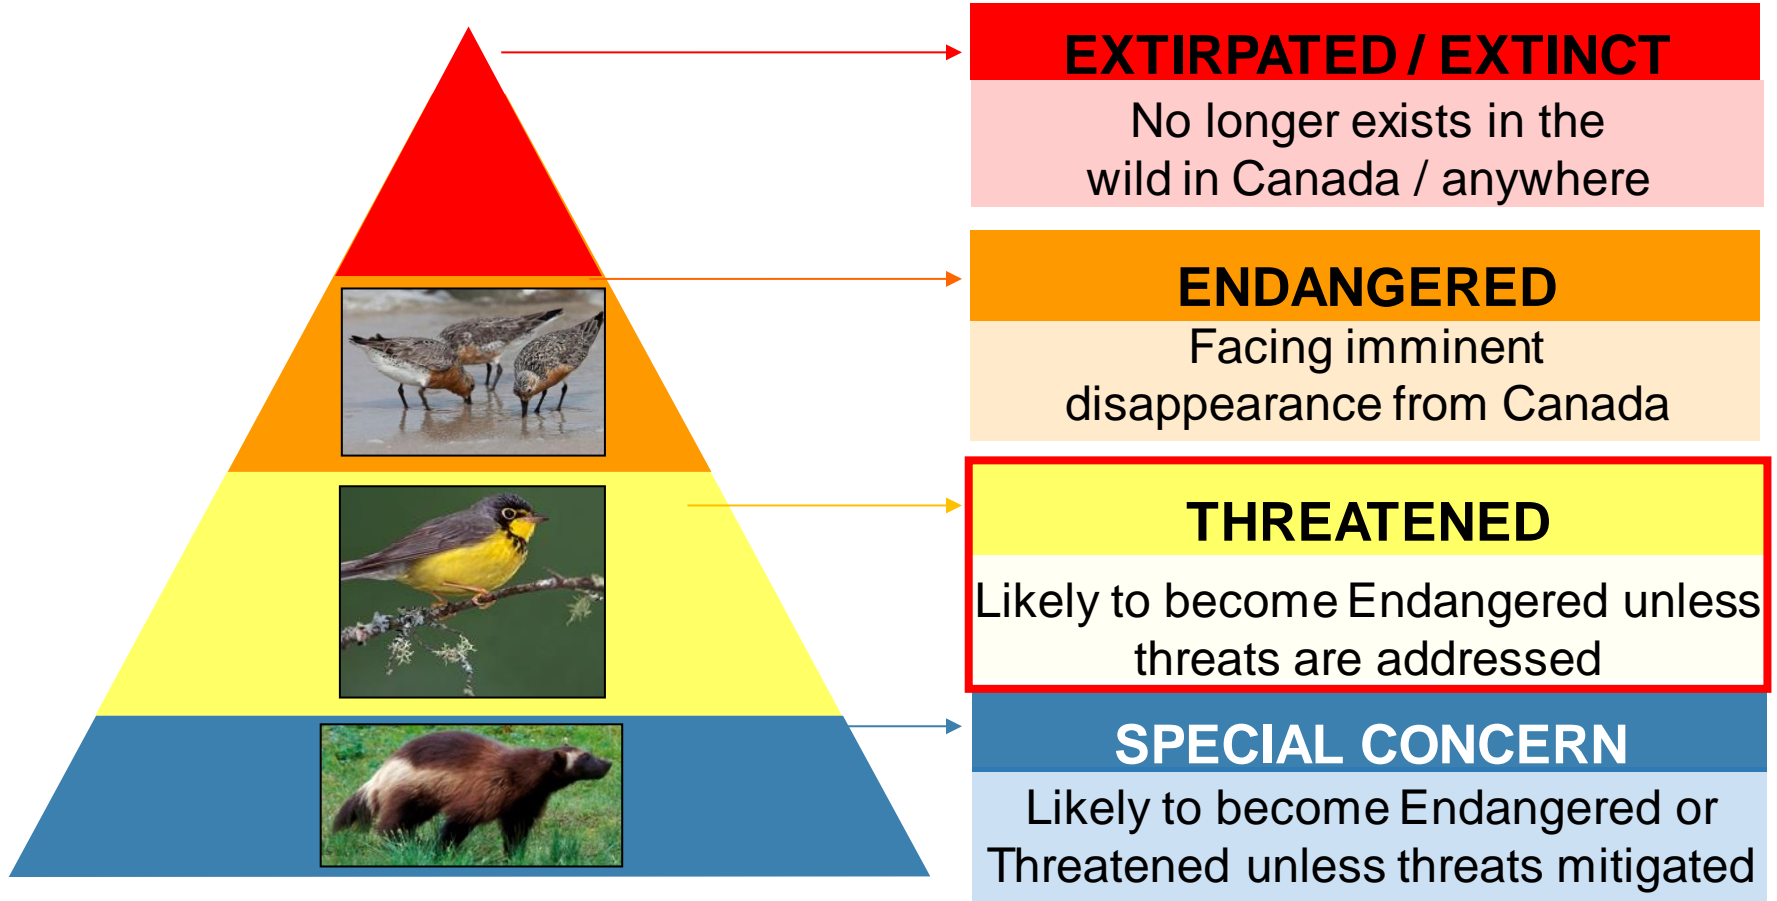 EXTIRPATED / EXTINCT
No longer exists in the
wild in Canada / anywhere
ENDANGERED
Facing imminent
disappearance from Canada
THREATENED
Likely to become Endangered unless
threats are addressed
SPECIAL CONCERN
Likely to become Endangered or
Threatened unless threats mitigated